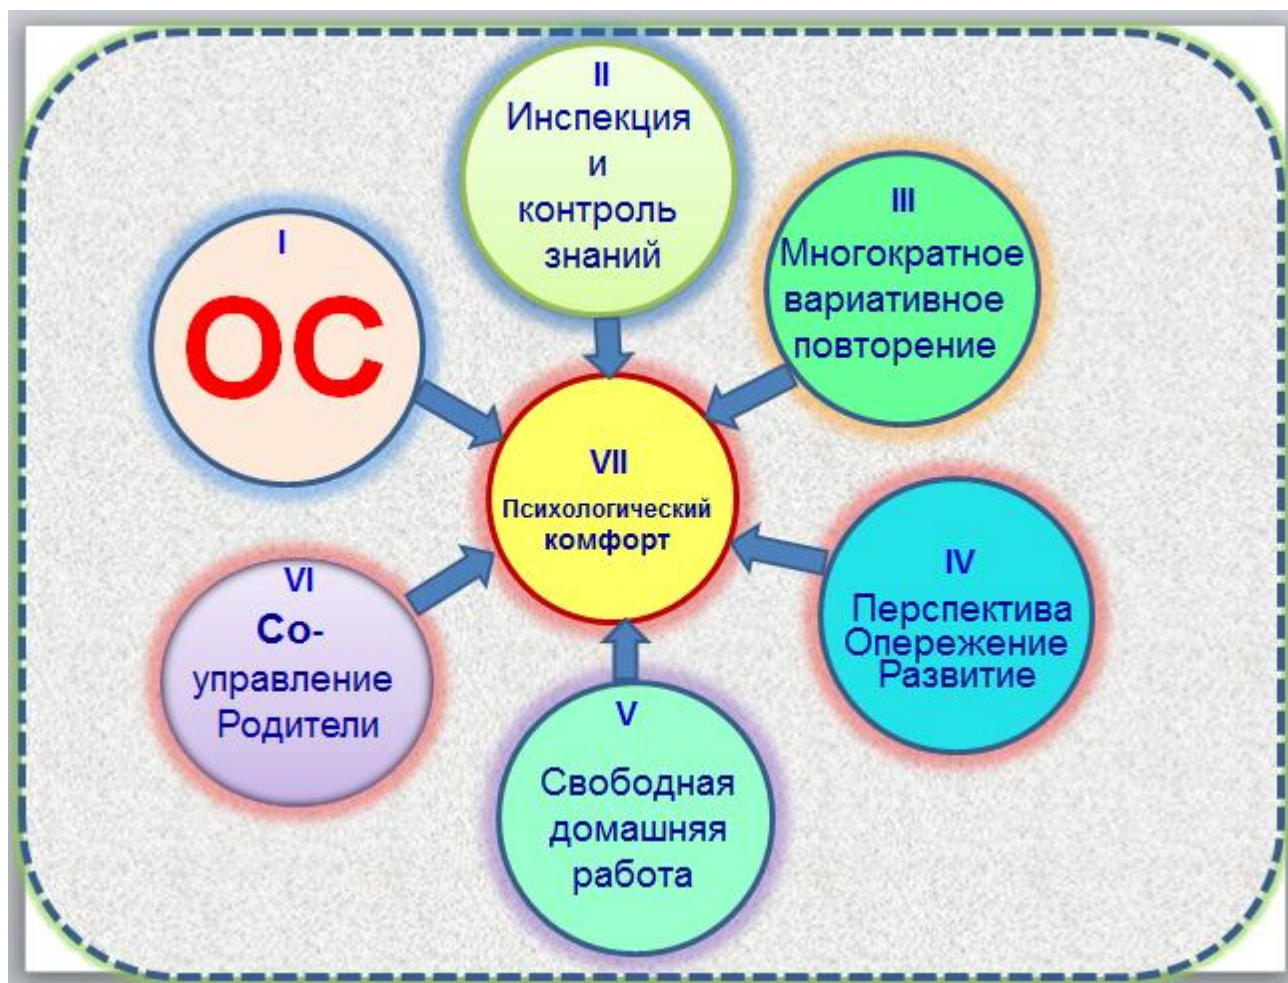 I
ОС
II
Инспекция
и
контроль
знаний
III
Многократное
вариативное
повторение
IV
Перспектива
Опережение
Развитие
V
Свободная
домашняя
работа
VI
Со-
управление
Родители
VII
Психологический
комфорт